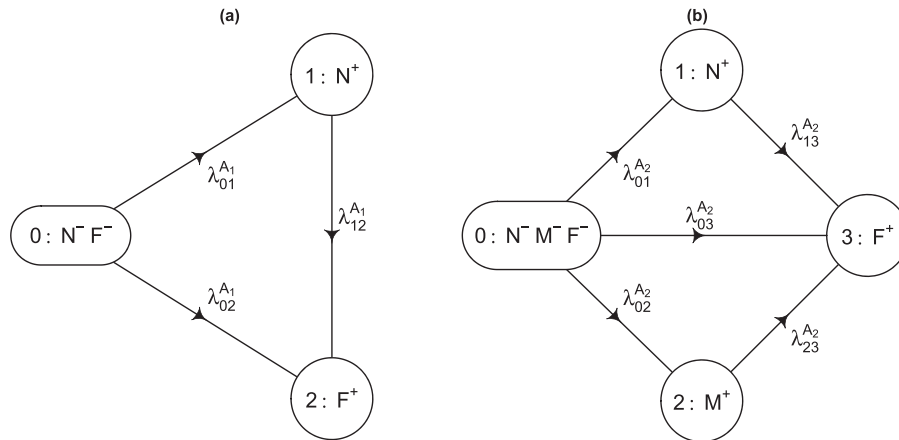 (a)
1: N⁺
λ₀₁^A₁
λ₁₂^A₁
0: N⁻ F⁻
λ₀₂^A₁
2: F⁺
(b)
1: N⁺
λ₁₃^A₂
λ₀₁^A₂
λ₀₃^A₂
0: N⁻ M⁻ F⁻
3: F⁺
λ₀₂^A₂
λ₂₃^A₂
2: M⁺